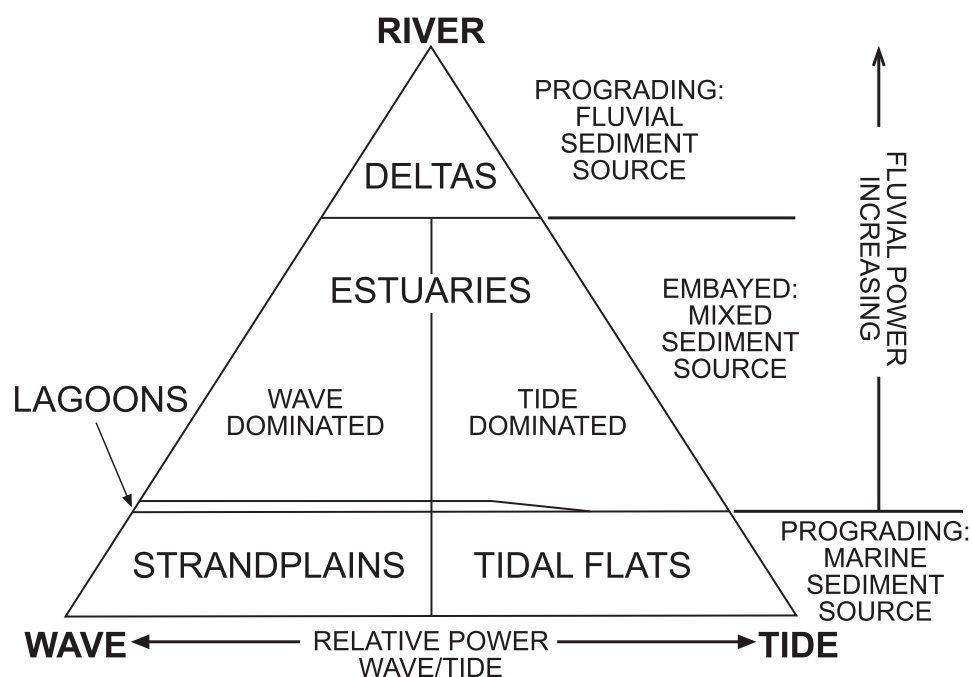 RIVER
PROGRADING:
FLUVIAL
SEDIMENT
SOURCE
DELTAS
FLUVIAL POWER
INCREASING
ESTUARIES
EMBAYED:
MIXED
SEDIMENT
SOURCE
LAGOONS
WAVE
DOMINATED
TIDE
DOMINATED
STRANDPLAINS
TIDAL FLATS
PROGRADING:
MARINE
SEDIMENT
SOURCE
WAVE
RELATIVE POWER
WAVE/TIDE
TIDE